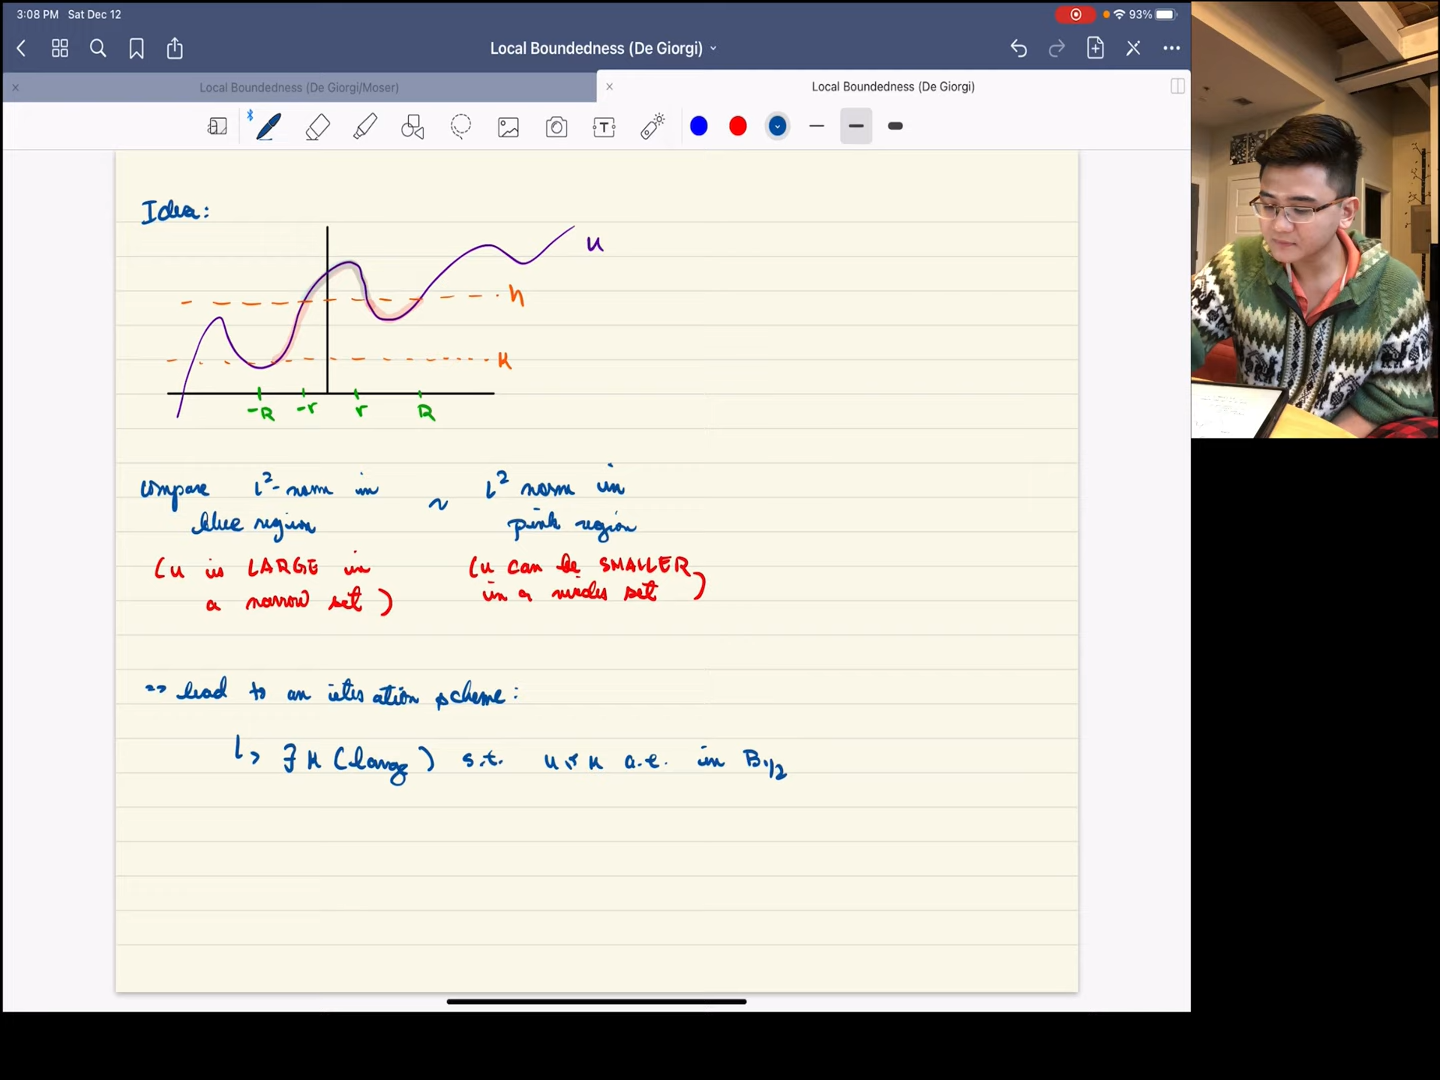 3:08 PM Sat Dec 12
93%
Local Boundedness (De Giorgi)
Local Boundedness (De Giorgi/Moser)
Local Boundedness (De Giorgi)
Idea:
u
h
k
-R -r r R
compare L²-norm in ~ L² norm in
blue region pink region
(u is LARGE in (u can be SMALLER
a narrow set) in a wider set)
~> lead to an iteration scheme:
↳ ∃ k (large) s.t. u ≤ k a.e. in B₁/₂